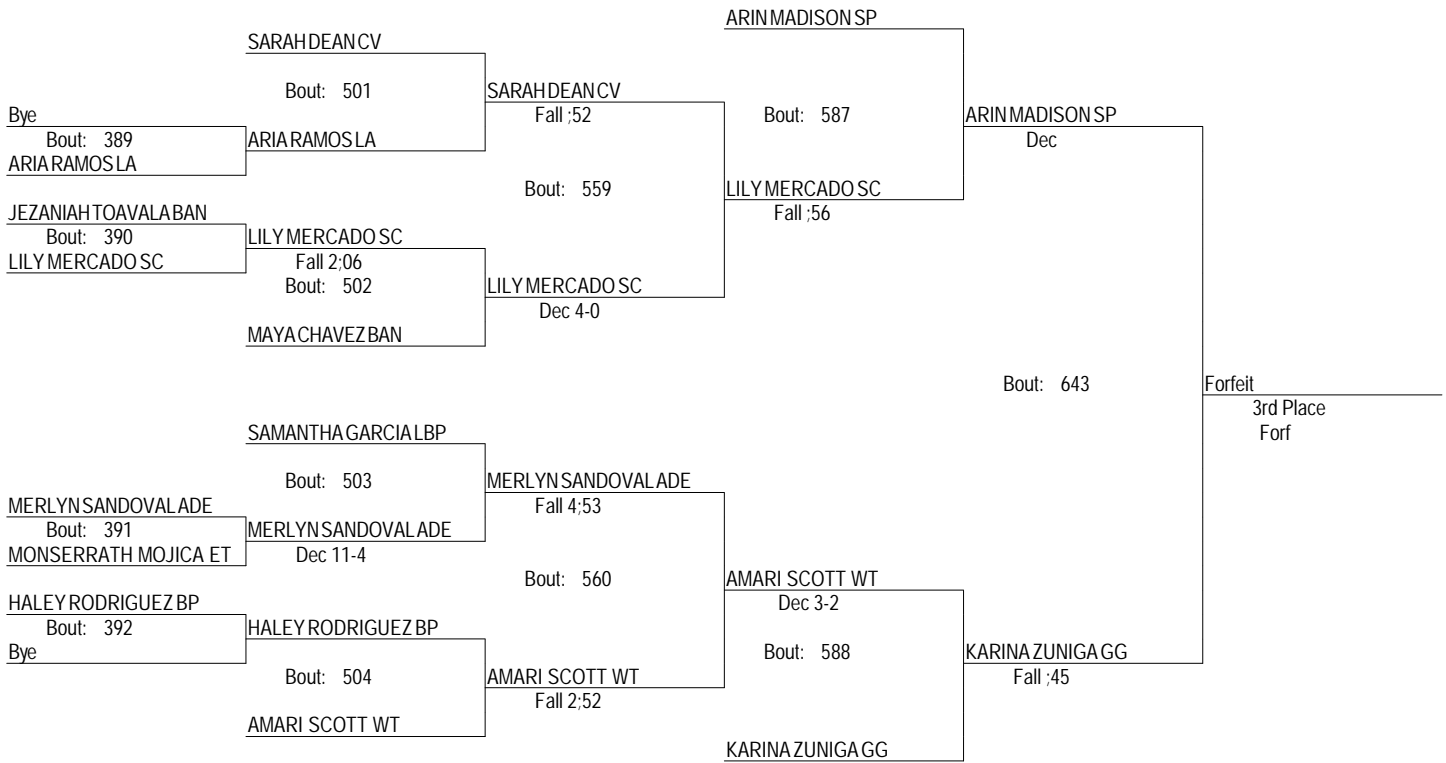 ARIN MADISON SP
SARAH DEAN CV
Bout: 501
SARAH DEAN CV
Bye
Fall ;52
Bout: 587
ARIN MADISON SP
Bout: 389
ARIA RAMOS LA
Dec
ARIA RAMOS LA
Bout: 559
LILY MERCADO SC
JEZANIAH TOAVALA BAN
Fall ;56
Bout: 390
LILY MERCADO SC
LILY MERCADO SC
Fall 2;06
Bout: 502
LILY MERCADO SC
Dec 4-0
MAYA CHAVEZ BAN
Bout: 643
Forfeit
3rd Place
SAMANTHA GARCIA LBP
Forf
Bout: 503
MERLYN SANDOVAL ADE
MERLYN SANDOVAL ADE
Fall 4;53
Bout: 391
MERLYN SANDOVAL ADE
MONSERRATH MOJICA ET
Dec 11-4
Bout: 560
AMARI SCOTT WT
HALEY RODRIGUEZ BP
Dec 3-2
Bout: 392
HALEY RODRIGUEZ BP
Bye
Bout: 588
KARINA ZUNIGA GG
Bout: 504
AMARI SCOTT WT
Fall ;45
Fall 2;52
AMARI SCOTT WT
KARINA ZUNIGA GG